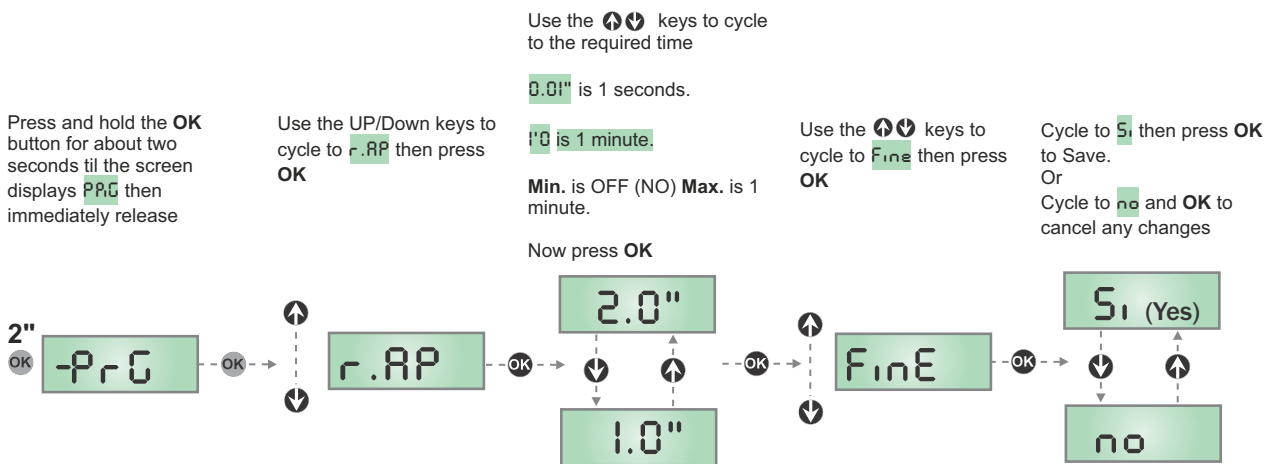 Press and hold the OK
button for about two
seconds til the screen
displays PRG then
immediately release
Use the UP/Down keys to
cycle to r.AP then press
OK
Use the keys to cycle
to the required time
0.01" is 1 seconds.
1'0 is 1 minute.
Min. is OFF (NO) Max. is 1
minute.
Now press OK
Use the keys to
cycle to Fine then press
OK
Cycle to Si then press OK
to Save.
Or
Cycle to no and OK to
cancel any changes
2"
OK
-PrG
OK
r.AP
OK
2.0"
1.0"
OK
FinE
OK
Si (Yes)
no